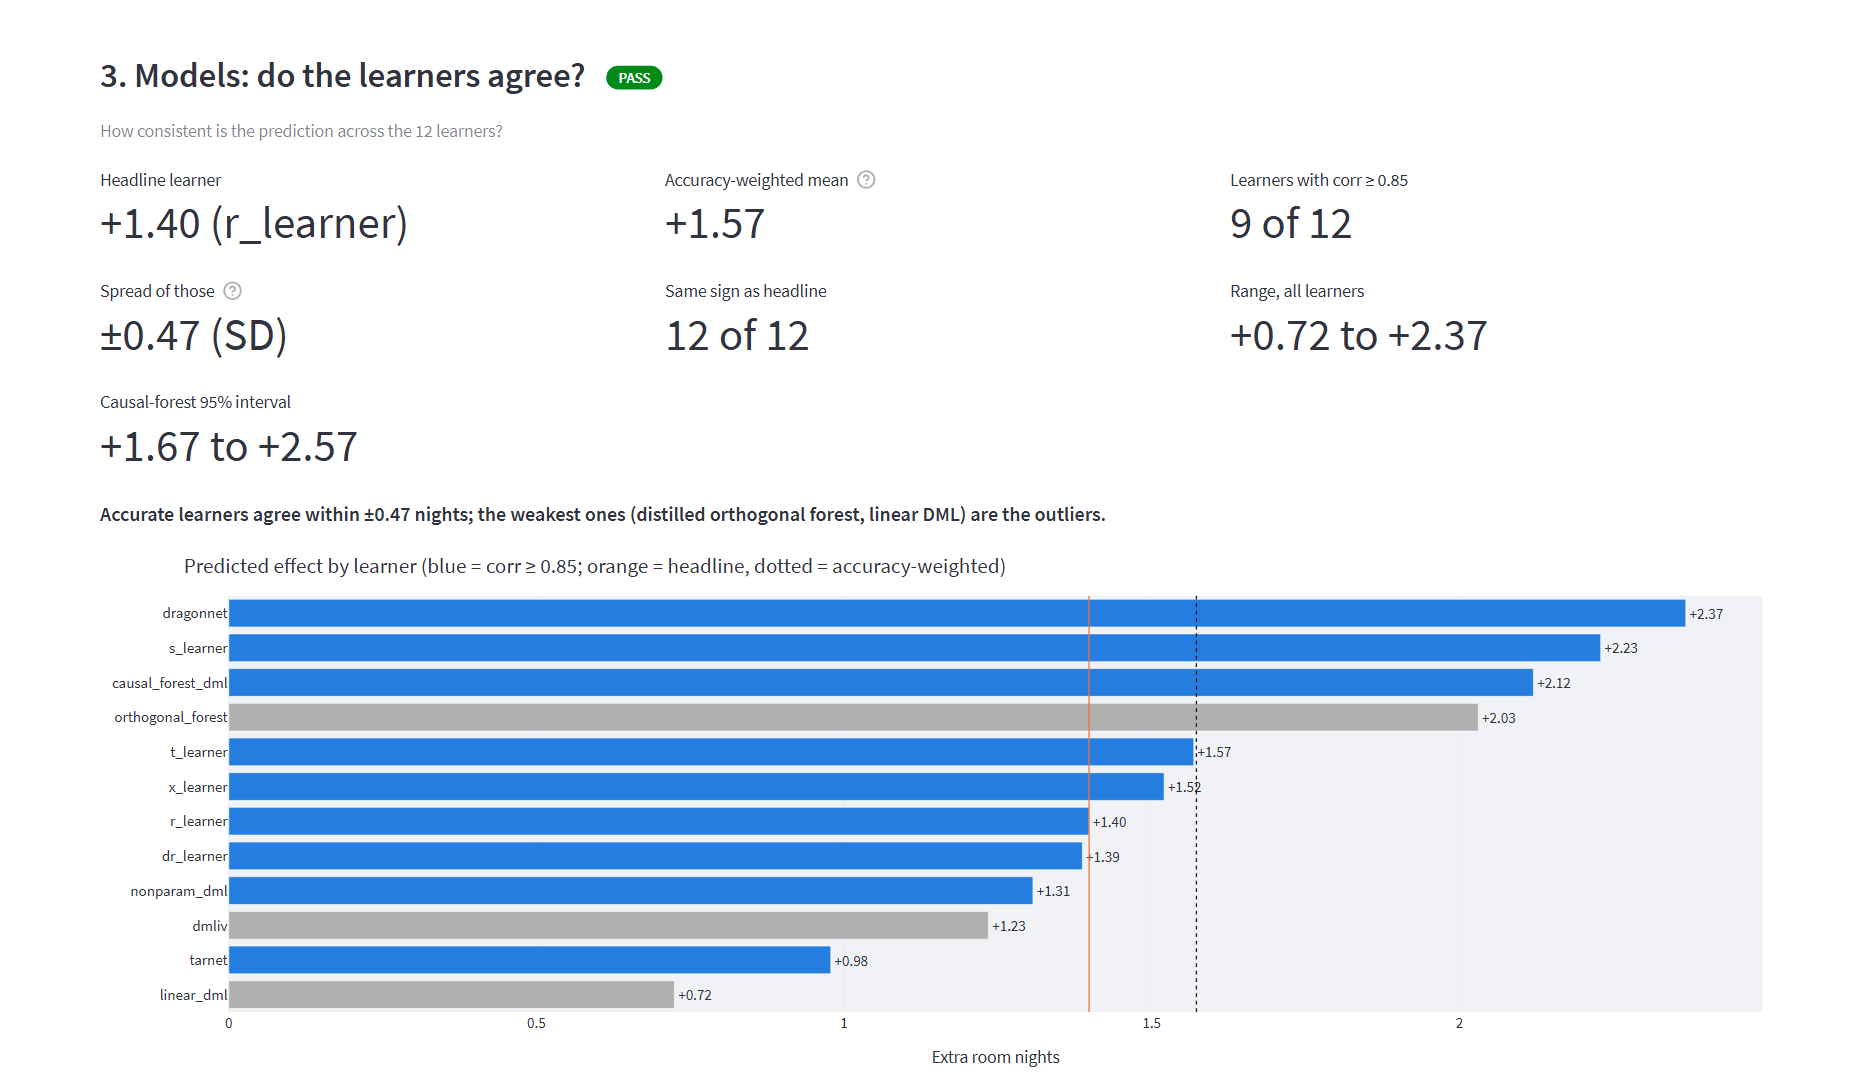 3. Models: do the learners agree? PASS
How consistent is the prediction across the 12 learners?
Headline learner
+1.40 (r_learner)
Accuracy-weighted mean ?
+1.57
Learners with corr ≥ 0.85
9 of 12
Spread of those ?
±0.47 (SD)
Same sign as headline
12 of 12
Range, all learners
+0.72 to +2.37
Causal-forest 95% interval
+1.67 to +2.57
Accurate learners agree within ±0.47 nights; the weakest ones (distilled orthogonal forest, linear DML) are the outliers.
Predicted effect by learner (blue = corr ≥ 0.85; orange = headline, dotted = accuracy-weighted)
dragonnet +2.37
s_learner +2.23
causal_forest_dml +2.12
orthogonal_forest +2.03
t_learner +1.57
x_learner +1.52
r_learner +1.40
dr_learner +1.39
nonparam_dml +1.31
dmliv +1.23
tarnet +0.98
linear_dml +0.72
0 0.5 1 1.5 2
Extra room nights